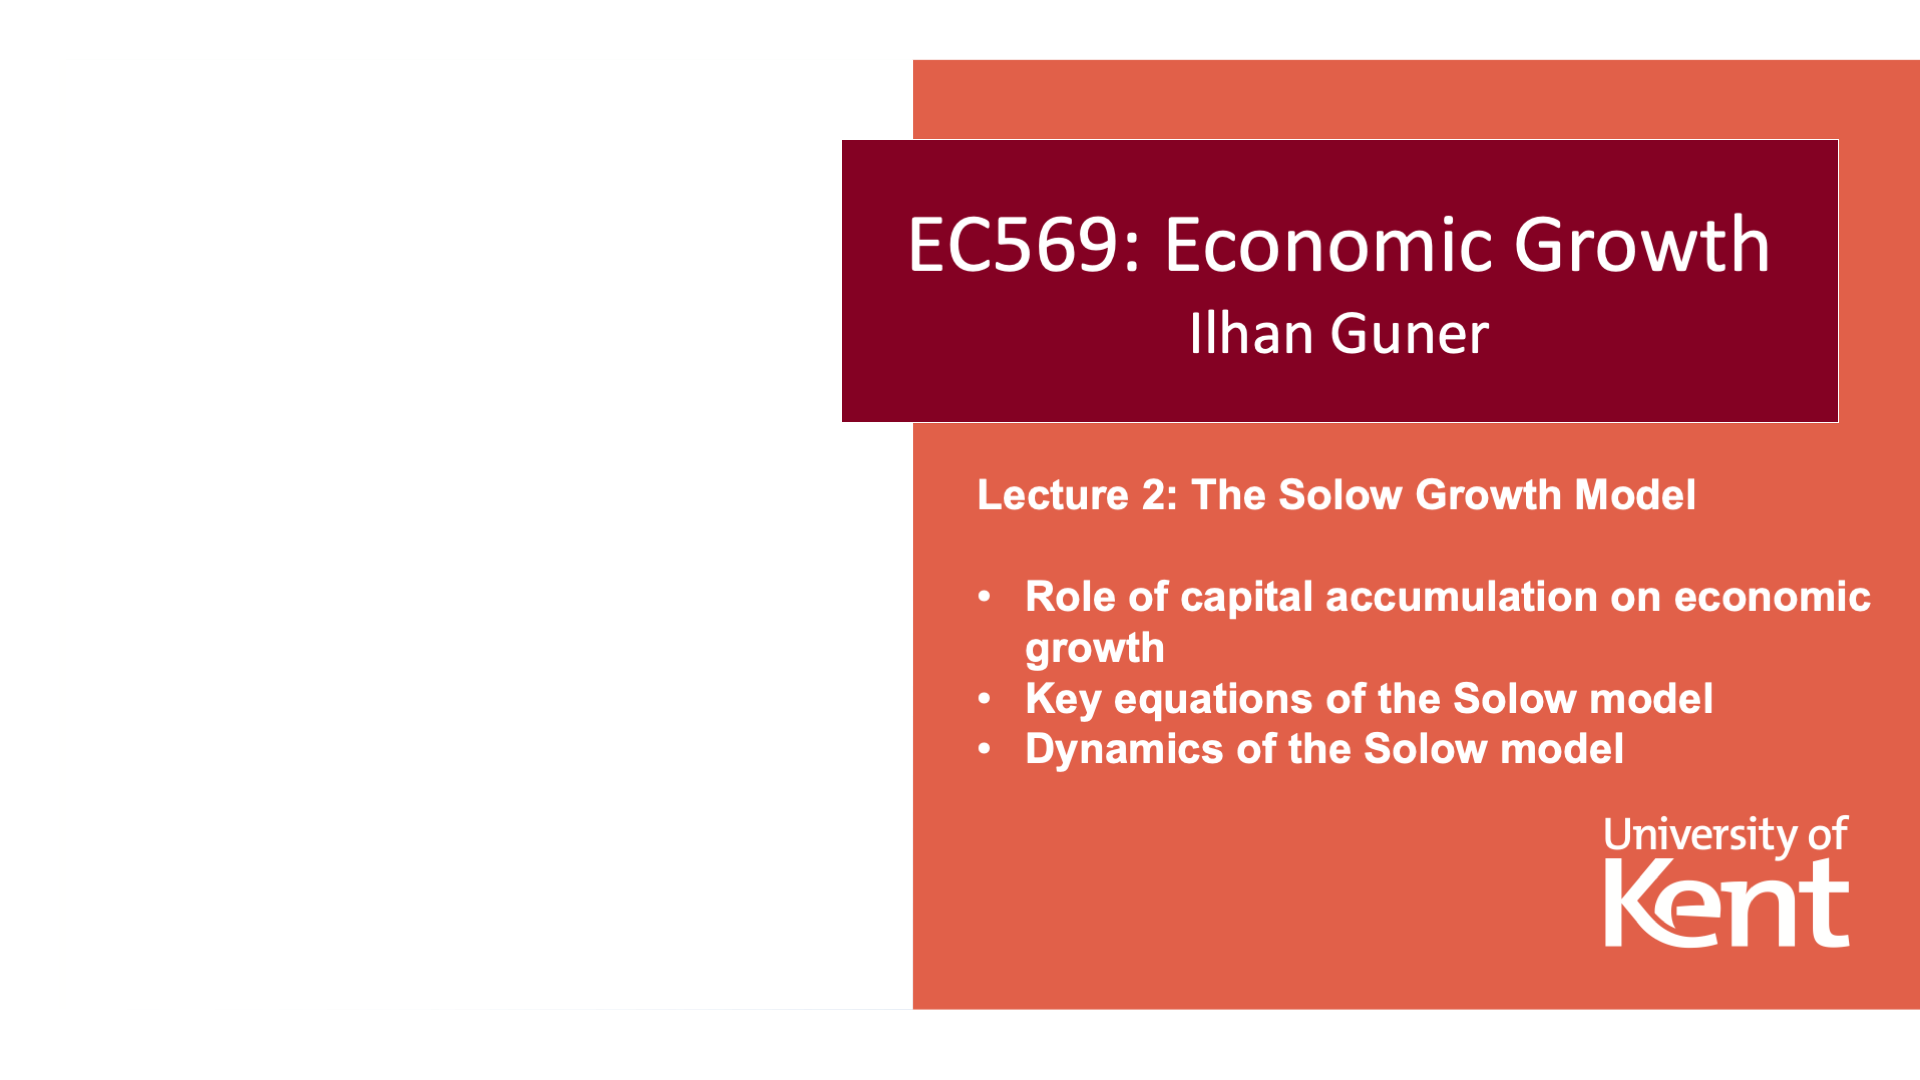 EC569: Economic Growth
Ilhan Guner
Lecture 2: The Solow Growth Model
• Role of capital accumulation on economic
growth
• Key equations of the Solow model
• Dynamics of the Solow model
University of
Kent